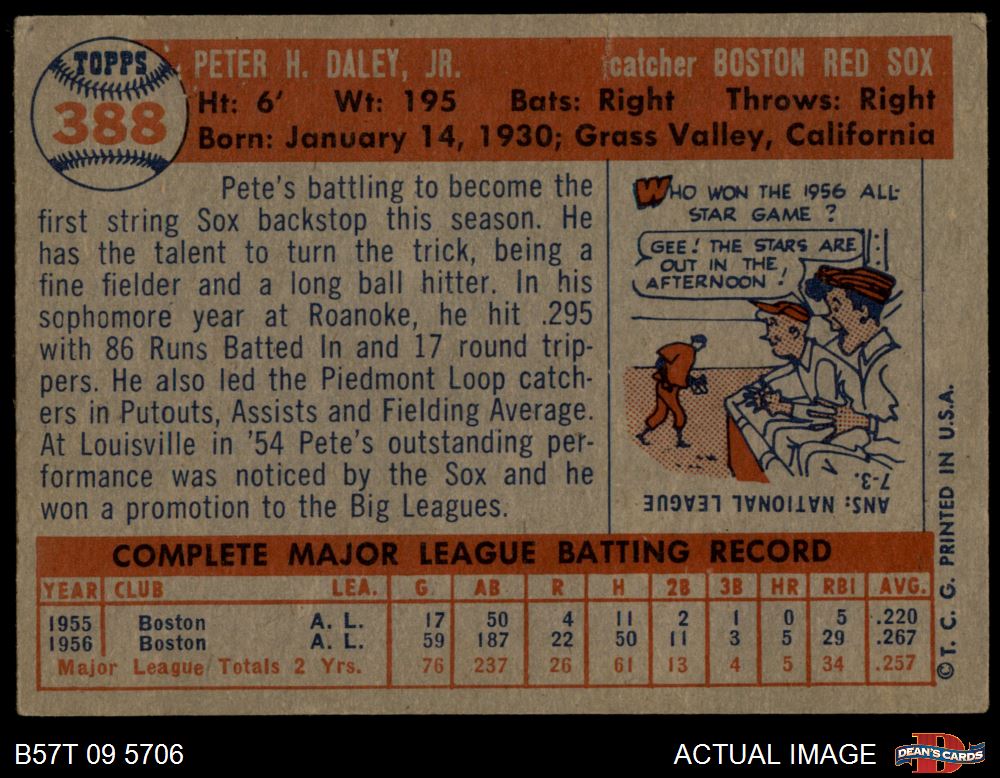 TOPPS
388
PETER H. DALEY, JR. catcher BOSTON RED SOX
Ht: 6' Wt: 195 Bats: Right Throws: Right
Born: January 14, 1930; Grass Valley, California
Pete's battling to become the
first string Sox backstop this season. He
has the talent to turn the trick, being a
fine fielder and a long ball hitter. In his
sophomore year at Roanoke, he hit .295
with 86 Runs Batted In and 17 round trip-
pers. He also led the Piedmont Loop catch-
ers in Putouts, Assists and Fielding Average.
At Louisville in '54 Pete's outstanding per-
formance was noticed by the Sox and he
won a promotion to the Big Leagues.
WHO WON THE 1956 ALL-
STAR GAME ?
GEE! THE STARS ARE
OUT IN THE
AFTERNOON!
ANS: NATIONAL LEAGUE
7-3.
COMPLETE MAJOR LEAGUE BATTING RECORD
YEAR CLUB LEA. G. AB R H 2B 3B HR RBI AVG.
1955 Boston A. L. 17 50 4 11 2 1 0 5 .220
1956 Boston A. L. 59 187 22 50 11 3 5 29 .267
Major League Totals 2 Yrs. 76 237 26 61 13 4 5 34 .257
© T. C. G. PRINTED IN U.S.A.
B57T 09 5706
ACTUAL IMAGE
D
DEAN'S CARDS